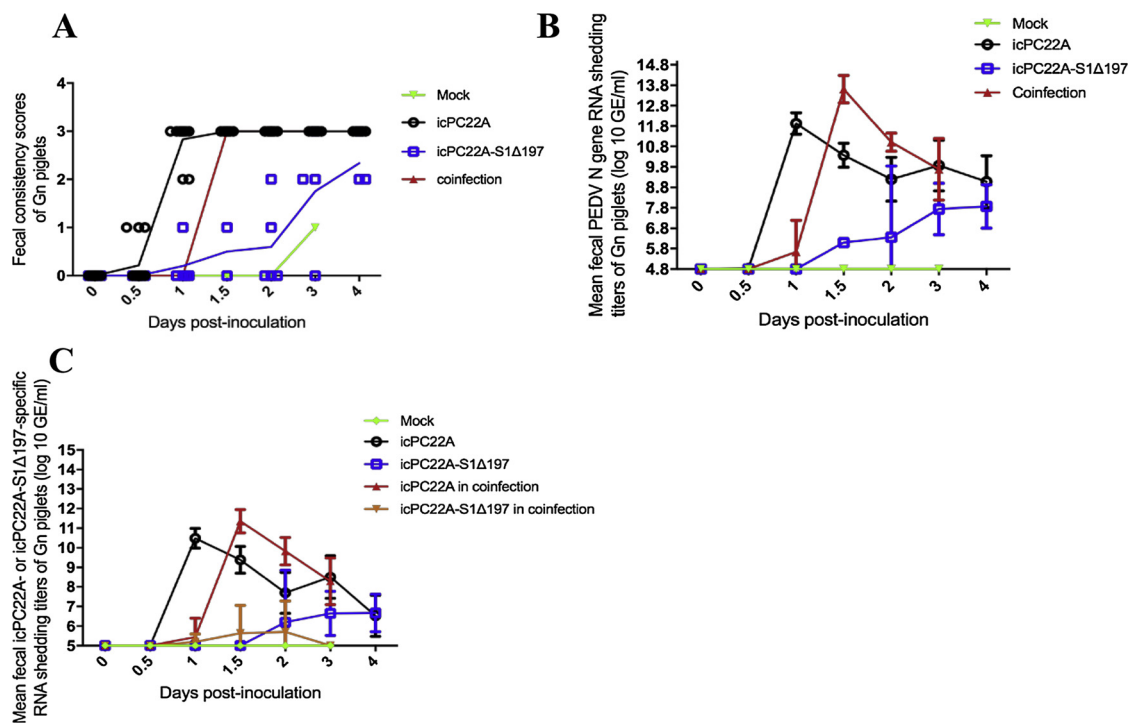 A
Fecal consistency scores
of Gn piglets
4
3
2
1
0
0
0.5
1
1.5
2
3
4
Days post-inoculation
Mock
icPC22A
icPC22A-S1Δ197
coinfection
B
Mean fecal PEDV N gene RNA shedding
titers of Gn piglets (log 10 GE/ml)
14.8
13.8
12.8
11.8
10.8
9.8
8.8
7.8
6.8
5.8
4.8
0
0.5
1
1.5
2
3
4
Days post-inoculation
Mock
icPC22A
icPC22A-S1Δ197
Coinfection
C
Mean fecal icPC22A- or icPC22A-S1Δ197-specific
RNA shedding titers of Gn piglets (log 10 GE/ml)
15
14
13
12
11
10
9
8
7
6
5
0
0.5
1
1.5
2
3
4
Days post-inoculation
Mock
icPC22A
icPC22A-S1Δ197
icPC22A in coinfection
icPC22A-S1Δ197 in coinfection